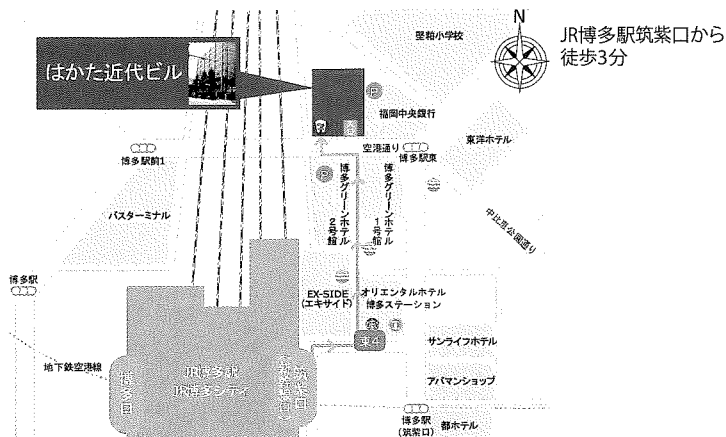 JR博多駅筑紫口から
徒歩3分
N
堅粕小学校
はかた近代ビル
P
福岡中央銀行
東洋ホテル
空港通り
博多駅前1
博多駅東
P
博多グリーンホテル
2号館
博多グリーンホテル
1号館
バスターミナル
中比恵公園通り
博多駅
EX-SIDE
(エキサイド)
オリエンタルホテル
博多ステーション
東4
サンライフホテル
地下鉄空港線
JR博多駅
JR博多シティ
博多口
筑紫口
アパマンショップ
博多駅
(筑紫口)
都ホテル